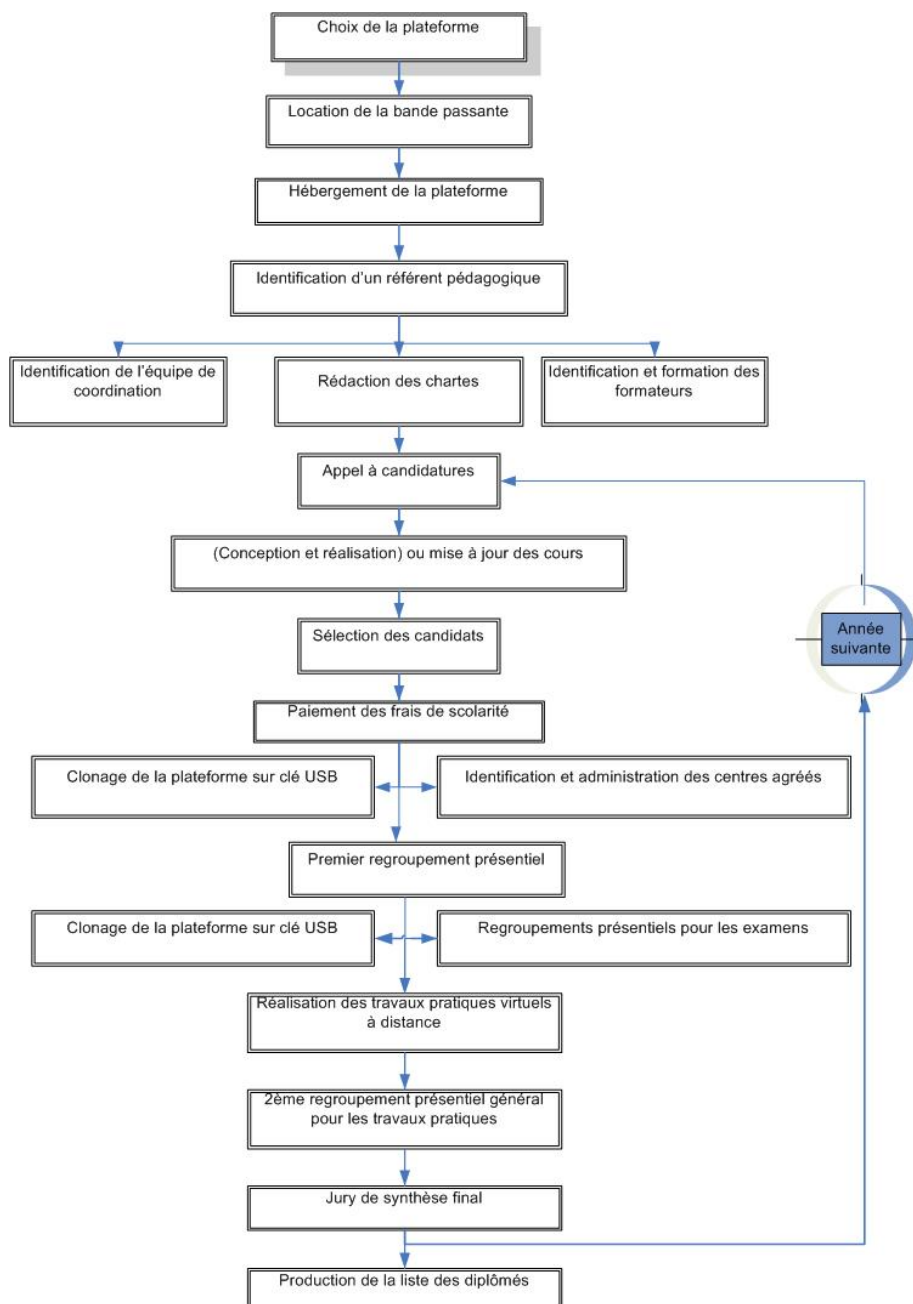 Choix de la plateforme
Location de la bande passante
Hébergement de la plateforme
Identification d'un référent pédagogique
Identification de l'équipe de
coordination
Rédaction des chartes
Identification et formation des
formateurs
Appel à candidatures
(Conception et réalisation) ou mise à jour des cours
Sélection des candidats
Année
suivante
Paiement des frais de scolarité
Clonage de la plateforme sur clé USB
Identification et administration des centres agréés
Premier regroupement présentiel
Clonage de la plateforme sur clé USB
Regroupements présentiels pour les examens
Réalisation des travaux pratiques virtuels
à distance
2ème regroupement présentiel général
pour les travaux pratiques
Jury de synthèse final
Production de la liste des diplômés